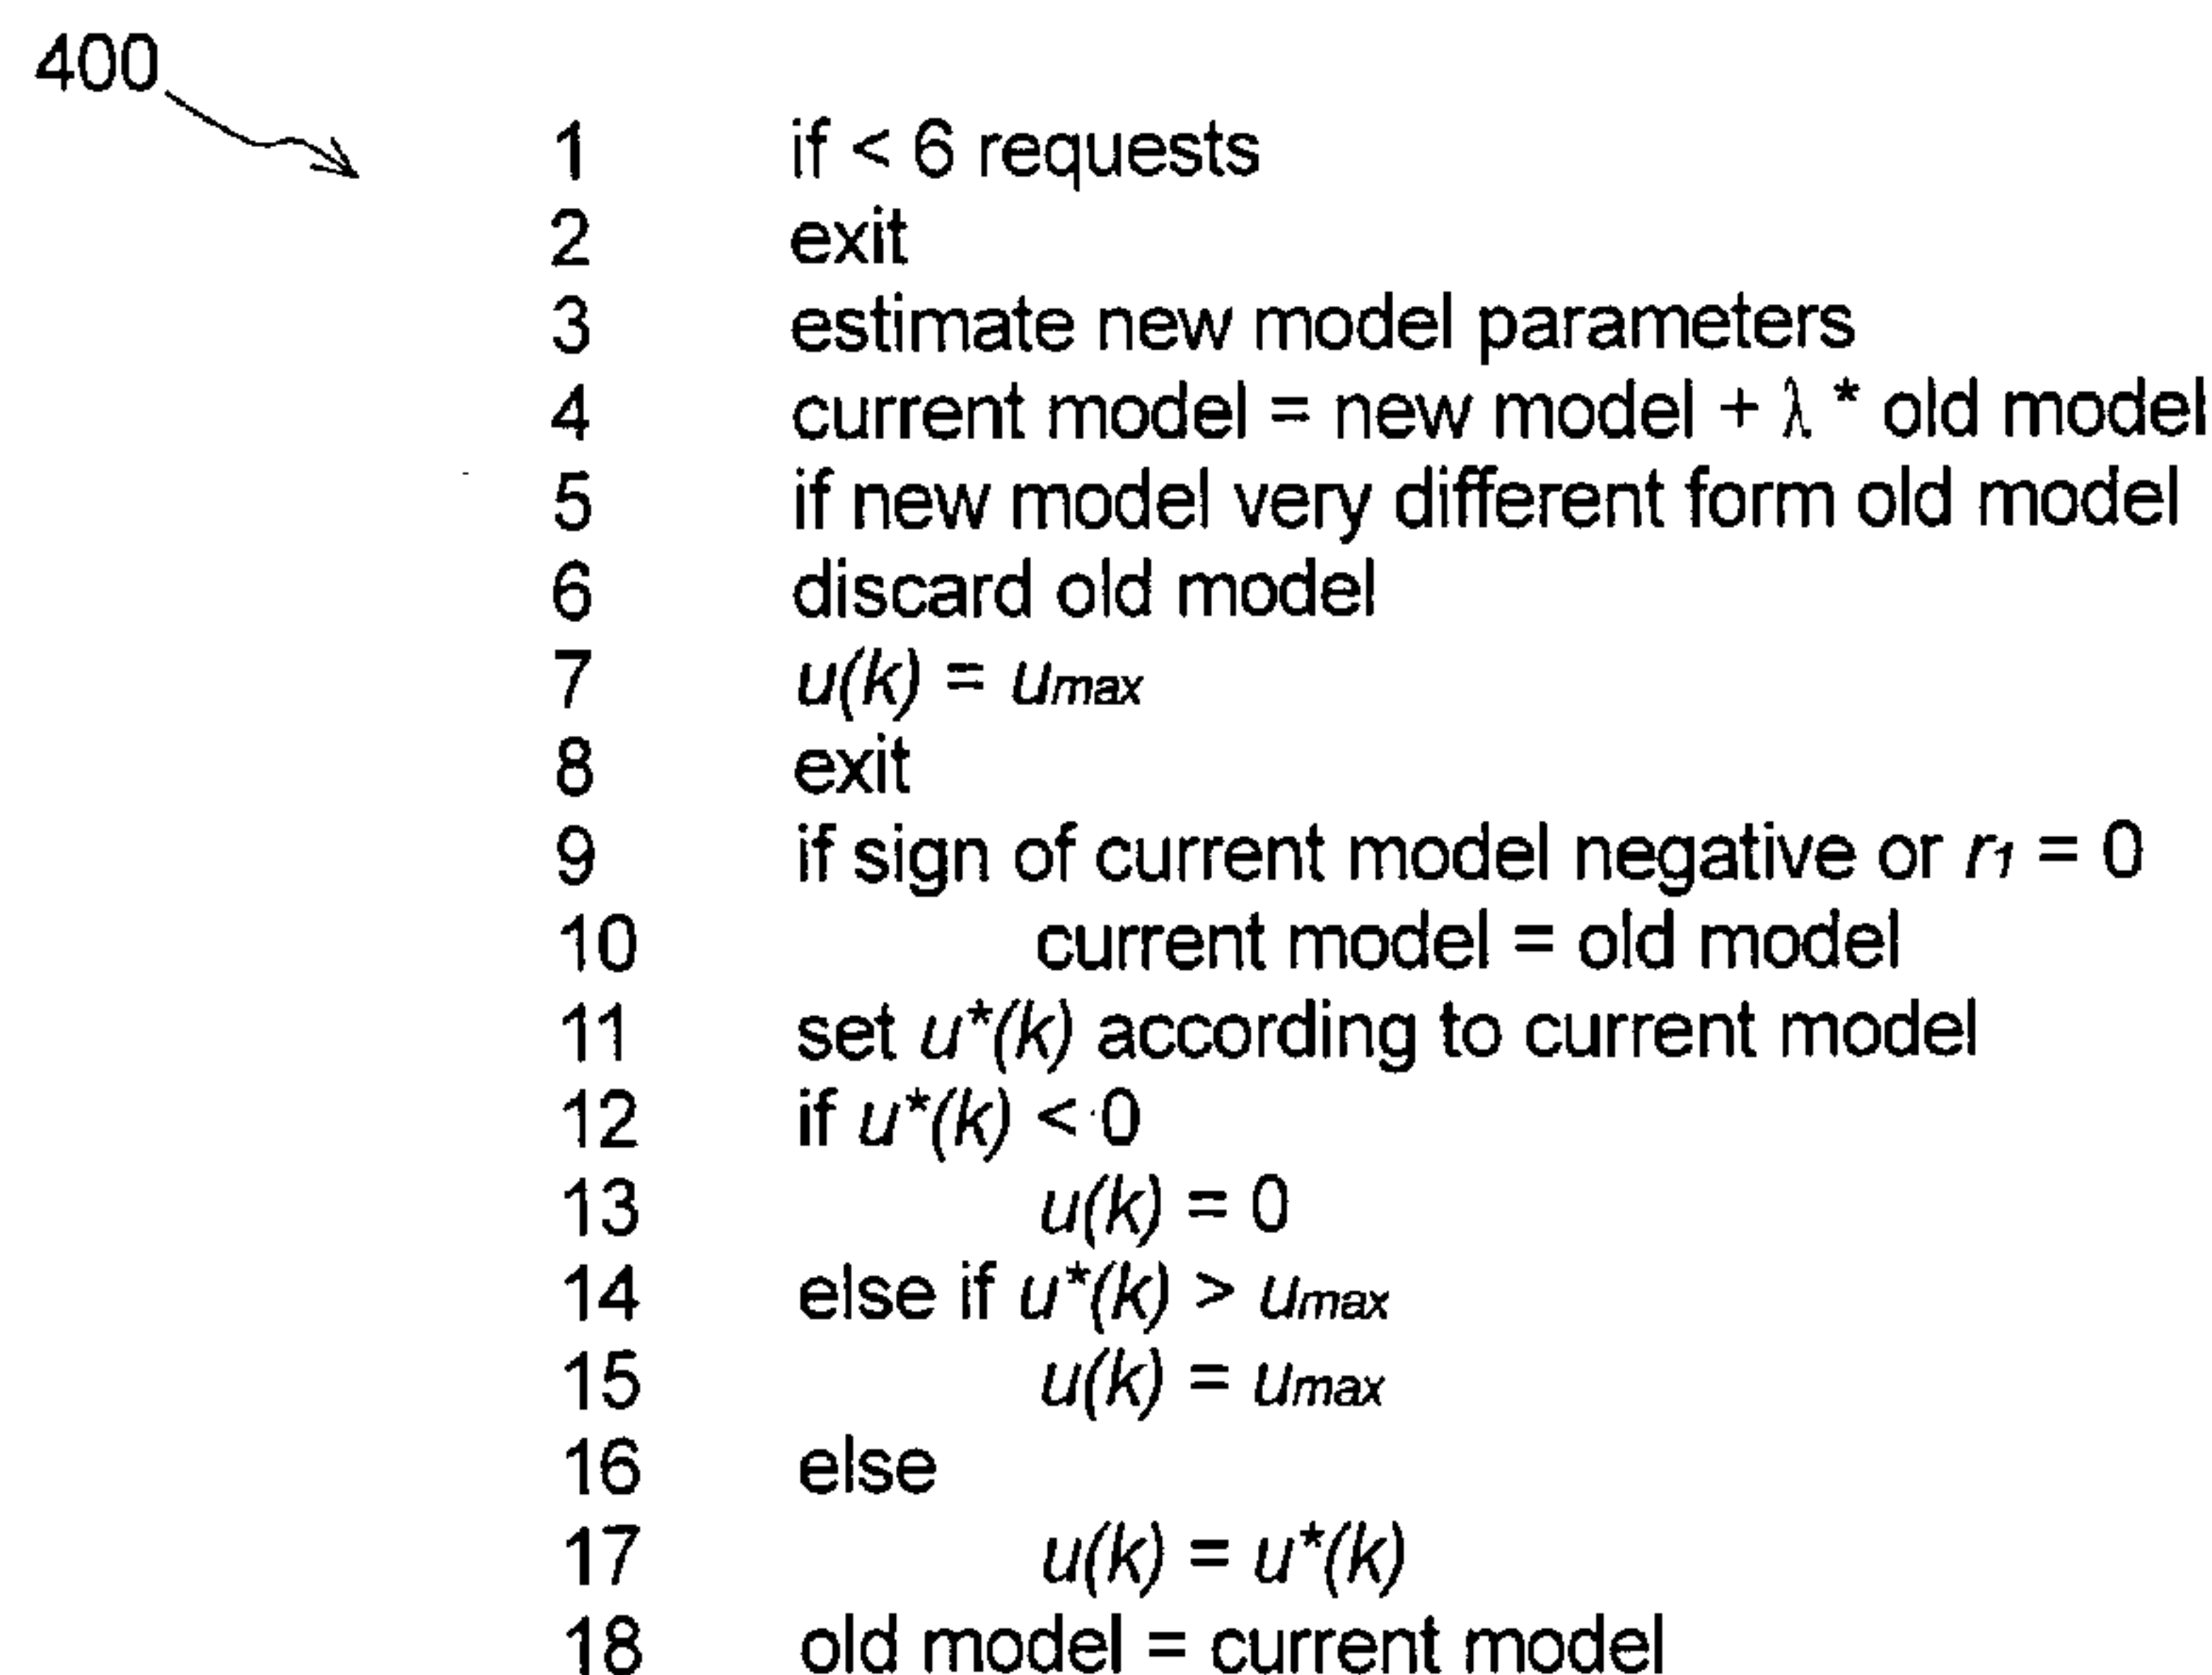 400
1 if < 6 requests
2 exit
3 estimate new model parameters
4 current model = new model + λ * old model
5 if new model very different form old model
6 discard old model
7 u(k) = umax
8 exit
9 if sign of current model negative or r1 = 0
10 current model = old model
11 set u*(k) according to current model
12 if u*(k) < 0
13 u(k) = 0
14 else if u*(k) > umax
15 u(k) = umax
16 else
17 u(k) = u*(k)
18 old model = current model